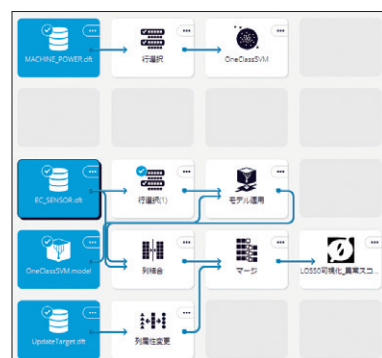 MACHINE_POWER.dft
行選択
OneClassSVM
EC_SENSOR.dft
行選択(1)
モデル適用
OneClassSVM.model
列結合
マージ
LOSS0可視化_異常スコ...
UpdateTarget.dft
列属性変更